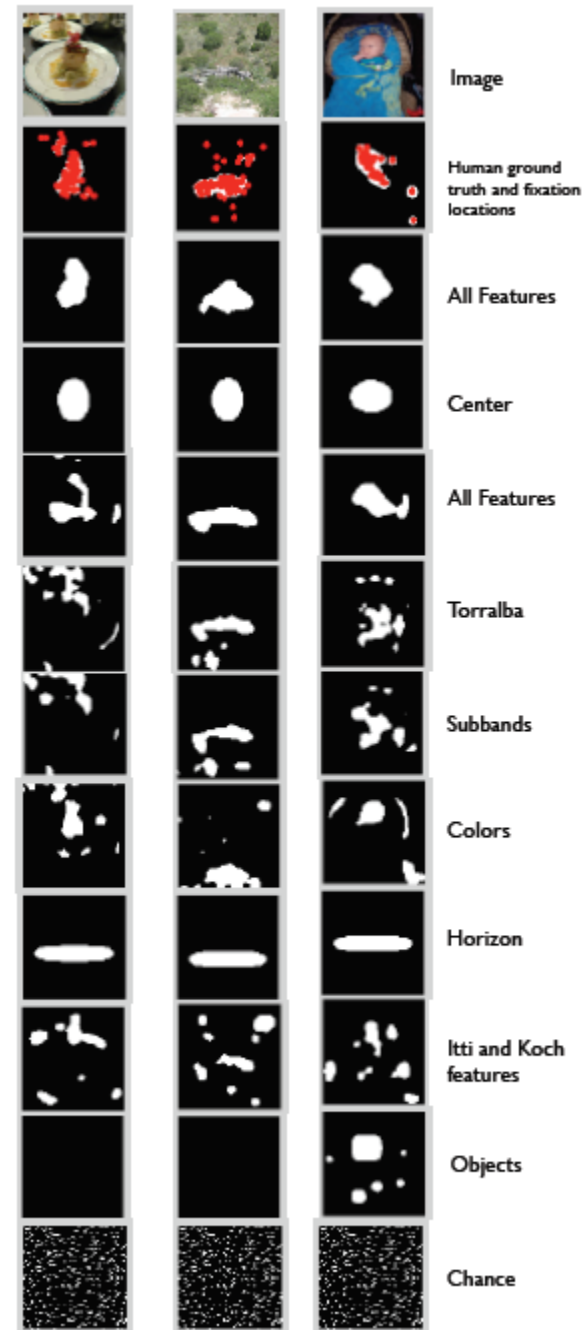 Image
Human ground
truth and fixation
locations
All Features
Center
All Features
Torralba
Subbands
Colors
Horizon
Itti and Koch
features
Objects
Chance